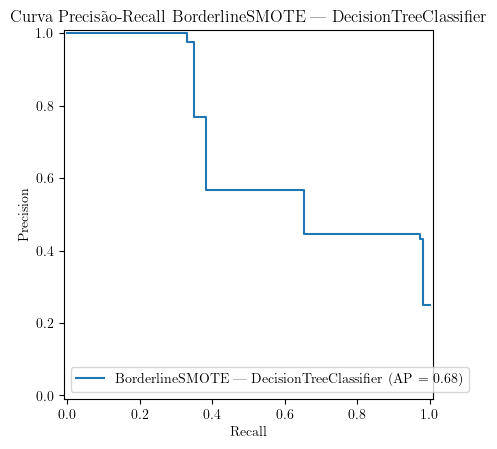 Curva Precisão-Recall BorderlineSMOTE — DecisionTreeClassifier
1.0
0.8
0.6
0.4
0.2
0.0
Precision
BorderlineSMOTE — DecisionTreeClassifier (AP = 0.68)
0.0 0.2 0.4 0.6 0.8 1.0
Recall